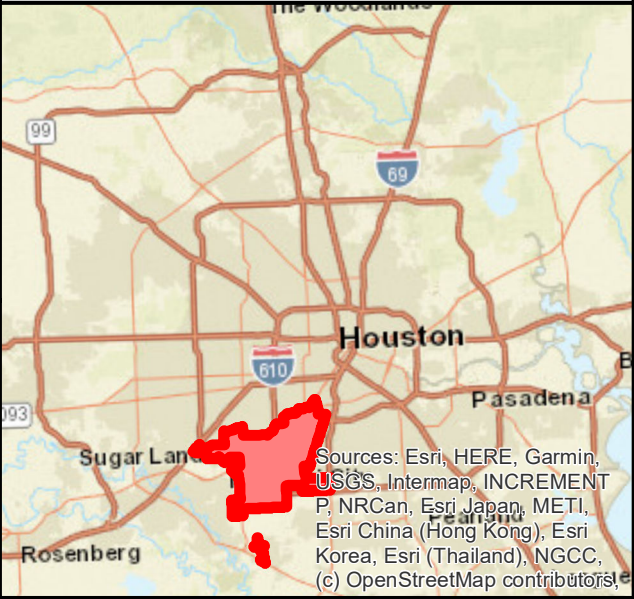 The Woodlands
99
69
Houston
610
Pasadena
093
Sugar Land
Sources: Esri, HERE, Garmin,
USGS, Intermap, INCREMENT
P, NRCan, Esri Japan, METI,
Esri China (Hong Kong), Esri
Korea, Esri (Thailand), NGCC,
(c) OpenStreetMap contributors,
Pearland
Rosenberg